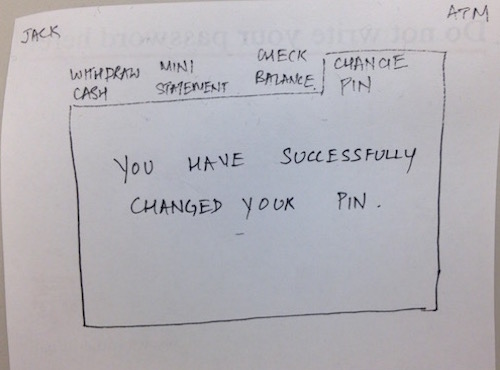 JACK
ATM
WITHDRAW CASH
MINI STATEMENT
CHECK BALANCE
CHANGE PIN
YOU HAVE SUCCESSFULLY
CHANGED YOUR PIN.
Do not write your password here